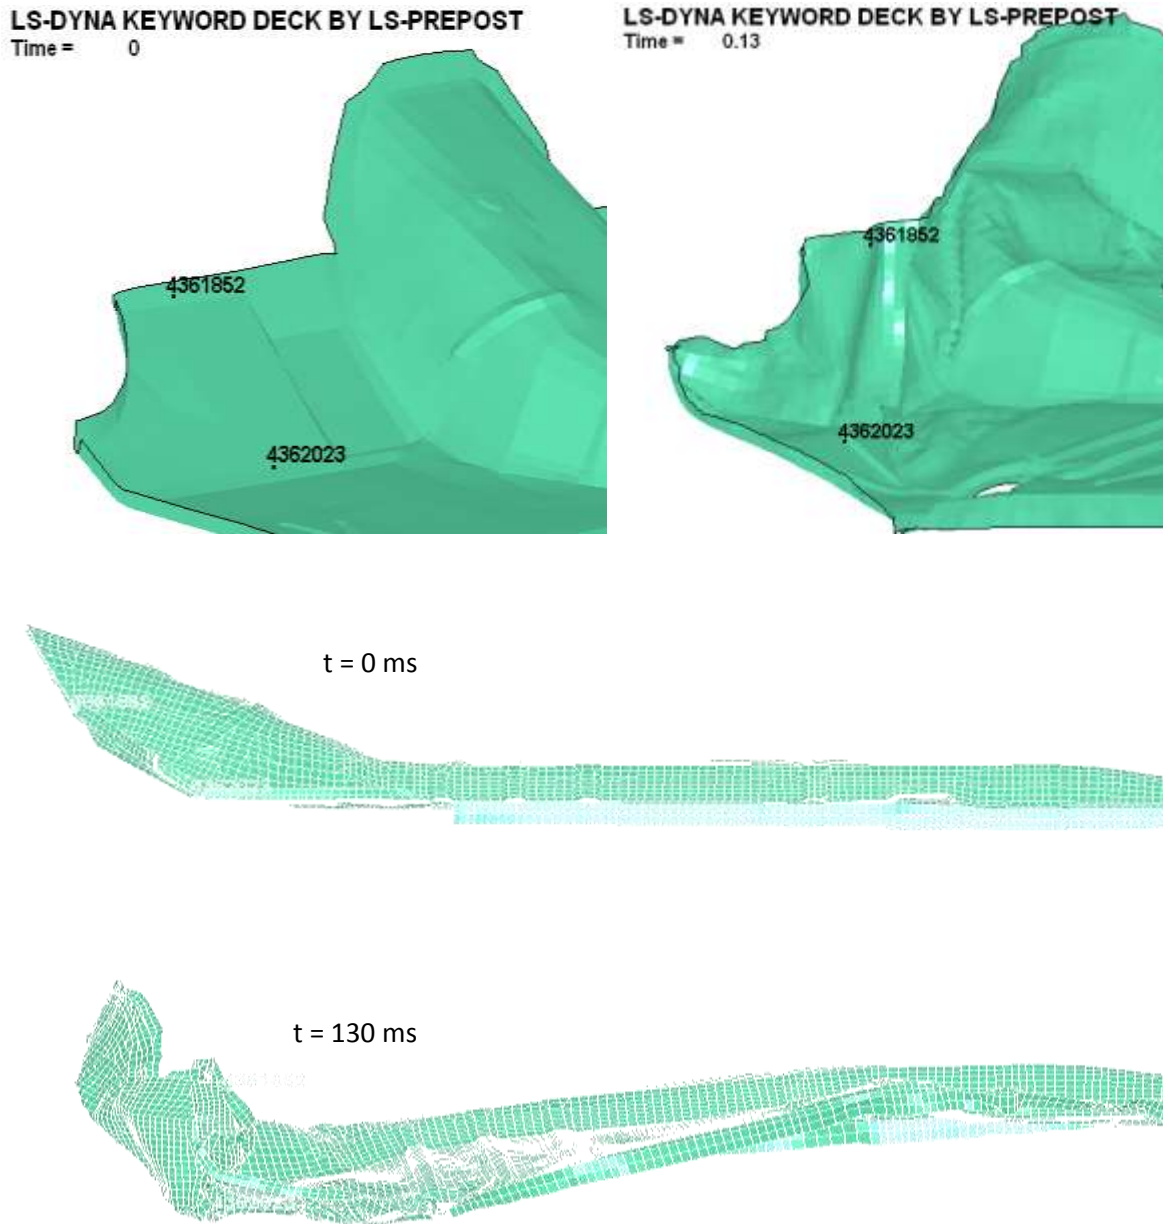 LS-DYNA KEYWORD DECK BY LS-PREPOST
Time = 0
4361852
4362023
LS-DYNA KEYWORD DECK BY LS-PREPOST
Time = 0.13
4361852
4362023
t = 0 ms
t = 130 ms
4361852